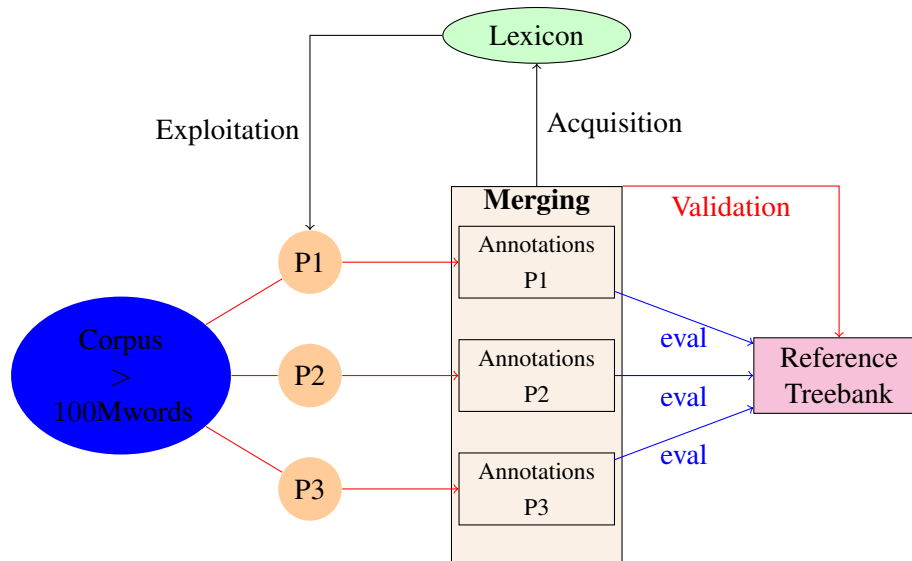 Lexicon
Exploitation
Acquisition
Merging
Validation
Annotations
P1
P1
Corpus
>
100Mwords
P2
Annotations
P2
eval
eval
eval
Reference
Treebank
P3
Annotations
P3